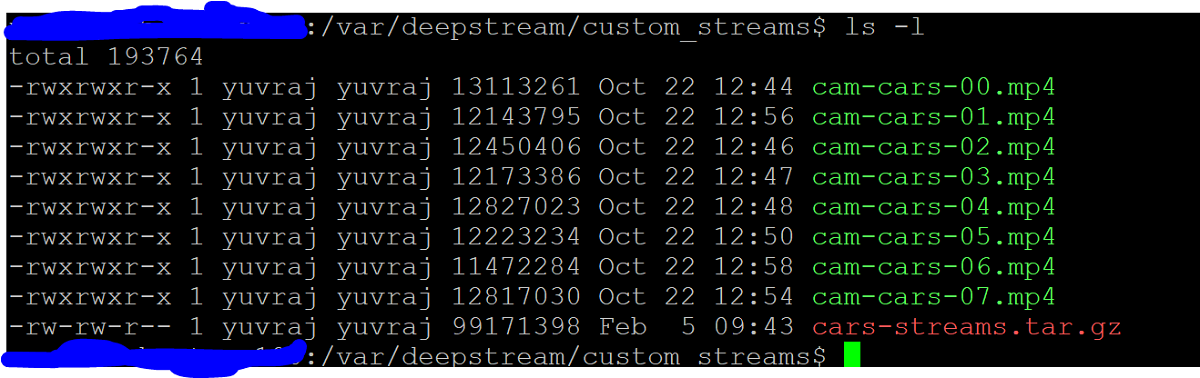 :/var/deepstream/custom_streams$ ls -l
total 193764
-rwxrwxr-x 1 yuvraj yuvraj 13113261 Oct 22 12:44 cam-cars-00.mp4
-rwxrwxr-x 1 yuvraj yuvraj 12143795 Oct 22 12:56 cam-cars-01.mp4
-rwxrwxr-x 1 yuvraj yuvraj 12450406 Oct 22 12:46 cam-cars-02.mp4
-rwxrwxr-x 1 yuvraj yuvraj 12173386 Oct 22 12:47 cam-cars-03.mp4
-rwxrwxr-x 1 yuvraj yuvraj 12827023 Oct 22 12:48 cam-cars-04.mp4
-rwxrwxr-x 1 yuvraj yuvraj 12223234 Oct 22 12:50 cam-cars-05.mp4
-rwxrwxr-x 1 yuvraj yuvraj 11472284 Oct 22 12:58 cam-cars-06.mp4
-rwxrwxr-x 1 yuvraj yuvraj 12817030 Oct 22 12:54 cam-cars-07.mp4
-rw-rw-r-- 1 yuvraj yuvraj 99171398 Feb  5 09:43 cars-streams.tar.gz
:/var/deepstream/custom_streams$